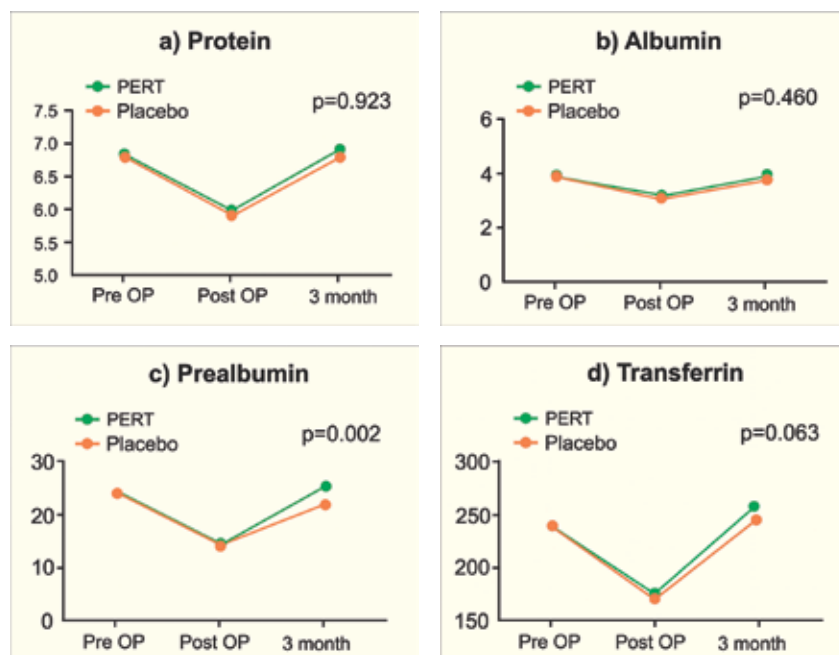 a) Protein
PERT
Placebo
p=0.923
7.5
7.0
6.5
6.0
5.5
5.0
Pre OP Post OP 3 month
b) Albumin
PERT
Placebo
p=0.460
6
4
2
0
Pre OP Post OP 3 month
c) Prealbumin
PERT
Placebo
p=0.002
30
20
10
0
Pre OP Post OP 3 month
d) Transferrin
PERT
Placebo
p=0.063
300
250
200
150
Pre OP Post OP 3 month